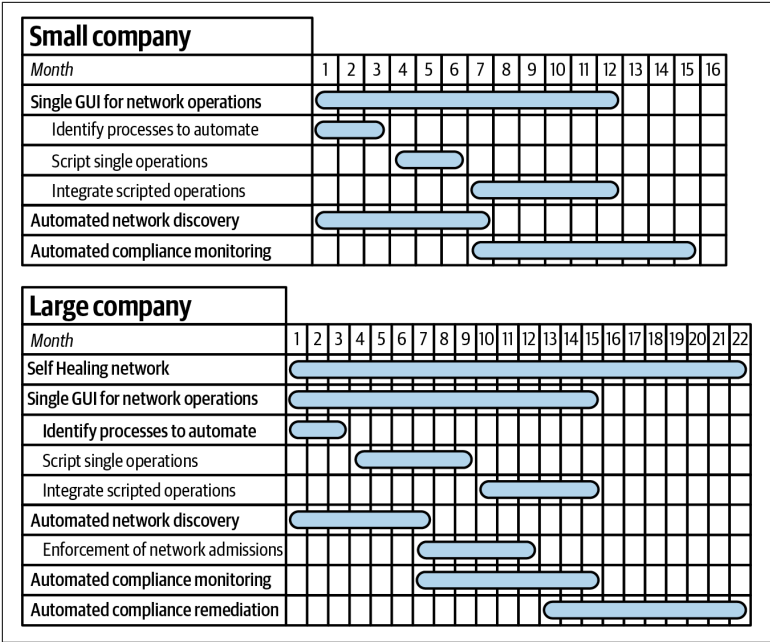 Small company
Month 1 2 3 4 5 6 7 8 9 10 11 12 13 14 15 16
Single GUI for network operations
Identify processes to automate
Script single operations
Integrate scripted operations
Automated network discovery
Automated compliance monitoring
Large company
Month 1 2 3 4 5 6 7 8 9 10 11 12 13 14 15 16 17 18 19 20 21 22
Self Healing network
Single GUI for network operations
Identify processes to automate
Script single operations
Integrate scripted operations
Automated network discovery
Enforcement of network admissions
Automated compliance monitoring
Automated compliance remediation